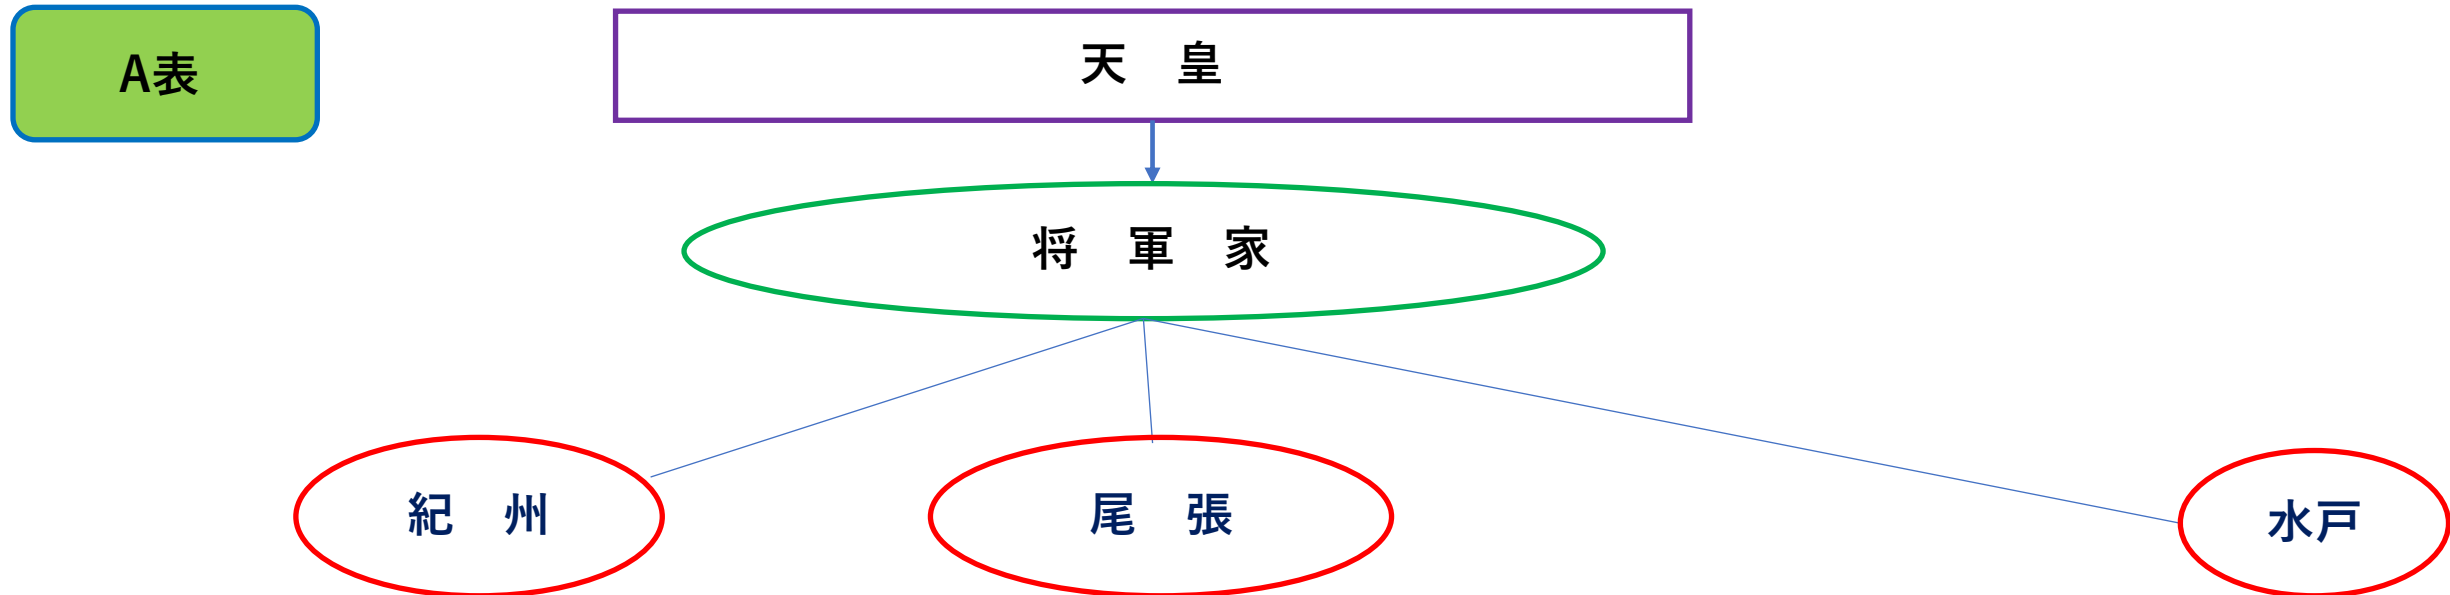 A表
天　皇
将　軍　家
紀　州
尾　張
水戸